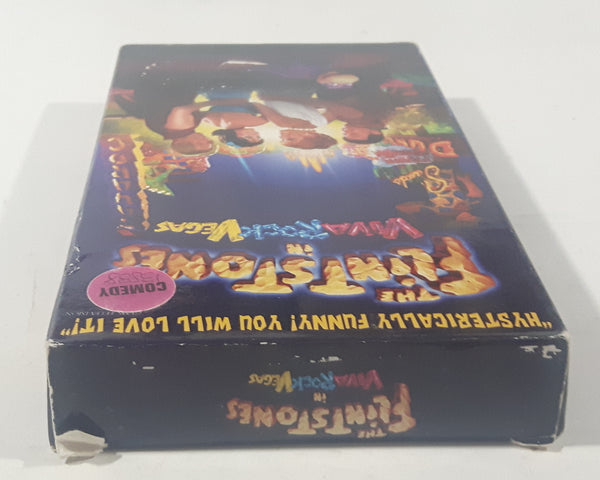 "HYSTERICALLY FUNNY! YOU WILL LOVE IT!"
THE
FLINTSTONES
IN
VIVA ROCK VEGAS
COMEDY
THE
FLINTSTONES
IN
VIVA ROCK VEGAS